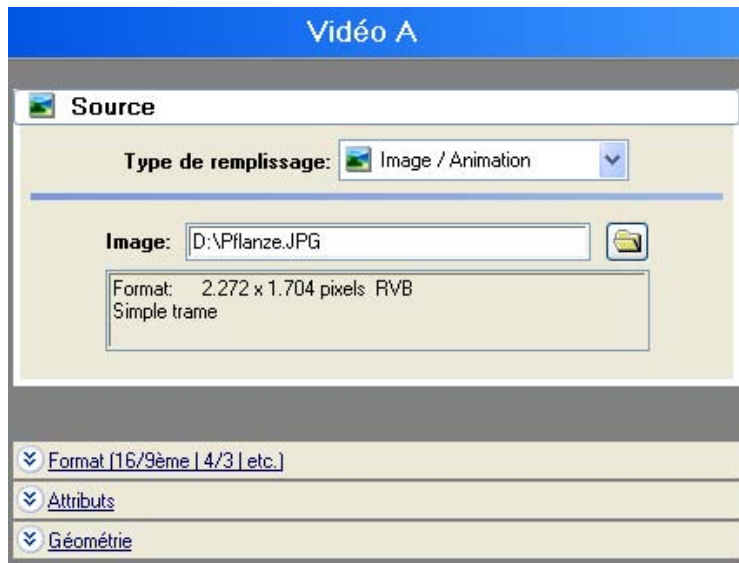 Vidéo A
Source
Type de remplissage: Image / Animation
Image: D:\Pflanze.JPG
Format: 2.272 x 1.704 pixels RVB
Simple trame
Format (16/9ème | 4/3 | etc.)
Attributs
Géométrie